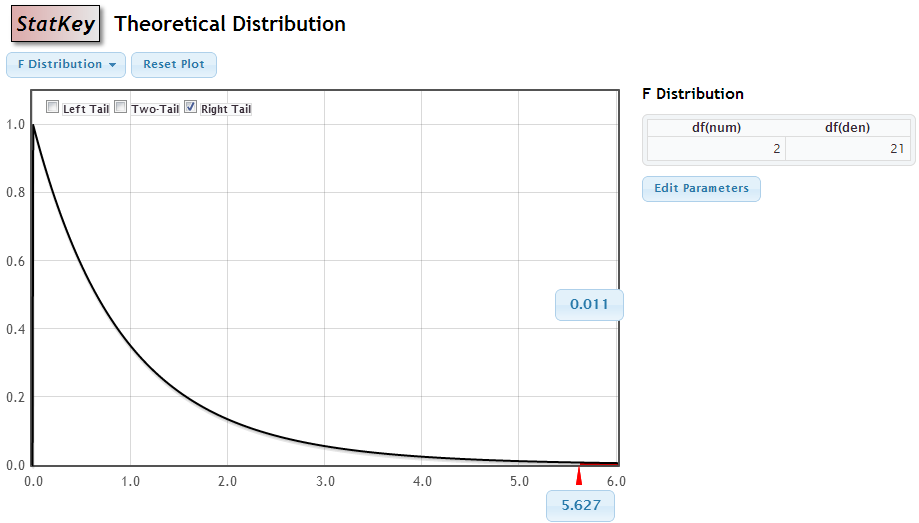 StatKey Theoretical Distribution
F Distribution Reset Plot
Left Tail Two-Tail Right Tail
F Distribution
df(num) df(den)
2 21
Edit Parameters
1.0
0.8
0.6
0.011
0.4
0.2
0.0
0.0 1.0 2.0 3.0 4.0 5.0 6.0
5.627